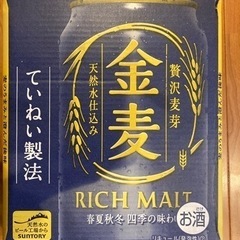 贅沢麦芽
金麦
天然水仕込み
ていねい製法
RICH MALT
春夏秋冬 四季の味わい
お酒
天然水の
ビール工場から
SUNTORY